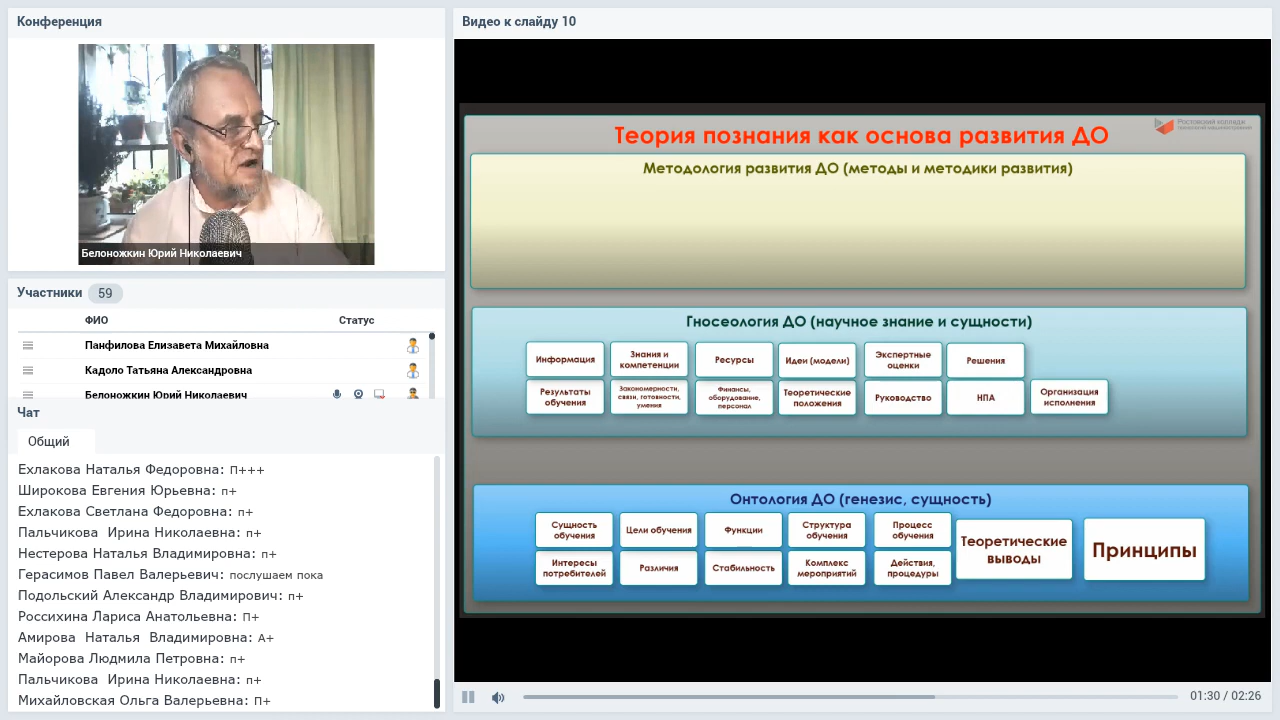 Конференция
Белоножкин Юрий Николаевич
Участники 59
ФИО Статус
Панфилова Елизавета Михайловна
Кадоло Татьяна Александровна
Белоножкин Юрий Николаевич
Чат
Общий
Ехлакова Наталья Федоровна: П+++
Широкова Евгения Юрьевна: п+
Ехлакова Светлана Федоровна: п+
Пальчикова Ирина Николаевна: п+
Нестерова Наталья Владимировна: п+
Герасимов Павел Валерьевич: послушаем пока
Подольский Александр Владимирович: п+
Россихина Лариса Анатольевна: П+
Амирова Наталья Владимировна: А+
Майорова Людмила Петровна: п+
Пальчикова Ирина Николаевна: п+
Михайловская Ольга Валерьевна: П+
Видео к слайду 10
Ростовский колледж
Теория познания как основа развития ДО
Методология развития ДО (методы и методики развития)
Гносеология ДО (научное знание и сущности)
Информация
Знания и
компетенции
Ресурсы
Идеи (модели)
Экспертные
оценки
Решения
Результаты
обучения
Закономерности,
связи, готовности,
умения
Финансы,
оборудование,
персонал
Теоретические
положения
Руководство
НПА
Организация
исполнения
Онтология ДО (генезис, сущность)
Сущность
обучения
Цели обучения
Функции
Структура
обучения
Процесс
обучения
Теоретические
выводы
Принципы
Интересы
потребителей
Различия
Стабильность
Комплекс
мероприятий
Действия,
процедуры
01:30 / 02:26